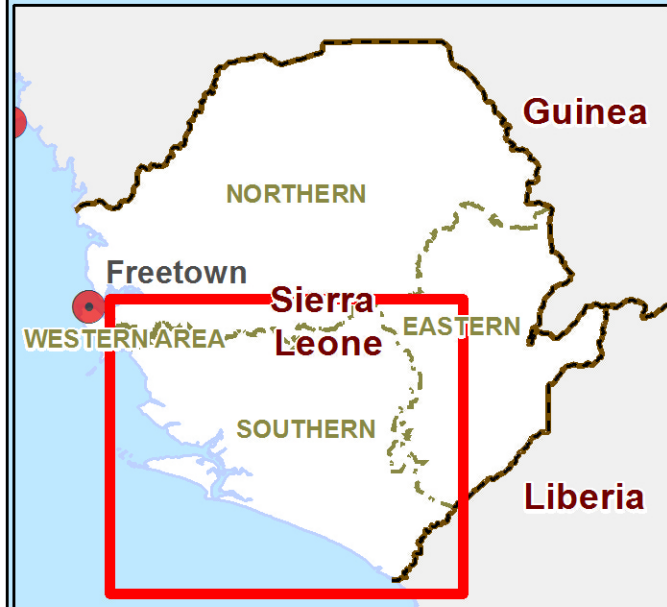 Guinea
NORTHERN
Freetown
Sierra
Leone
EASTERN
WESTERN AREA
SOUTHERN
Liberia